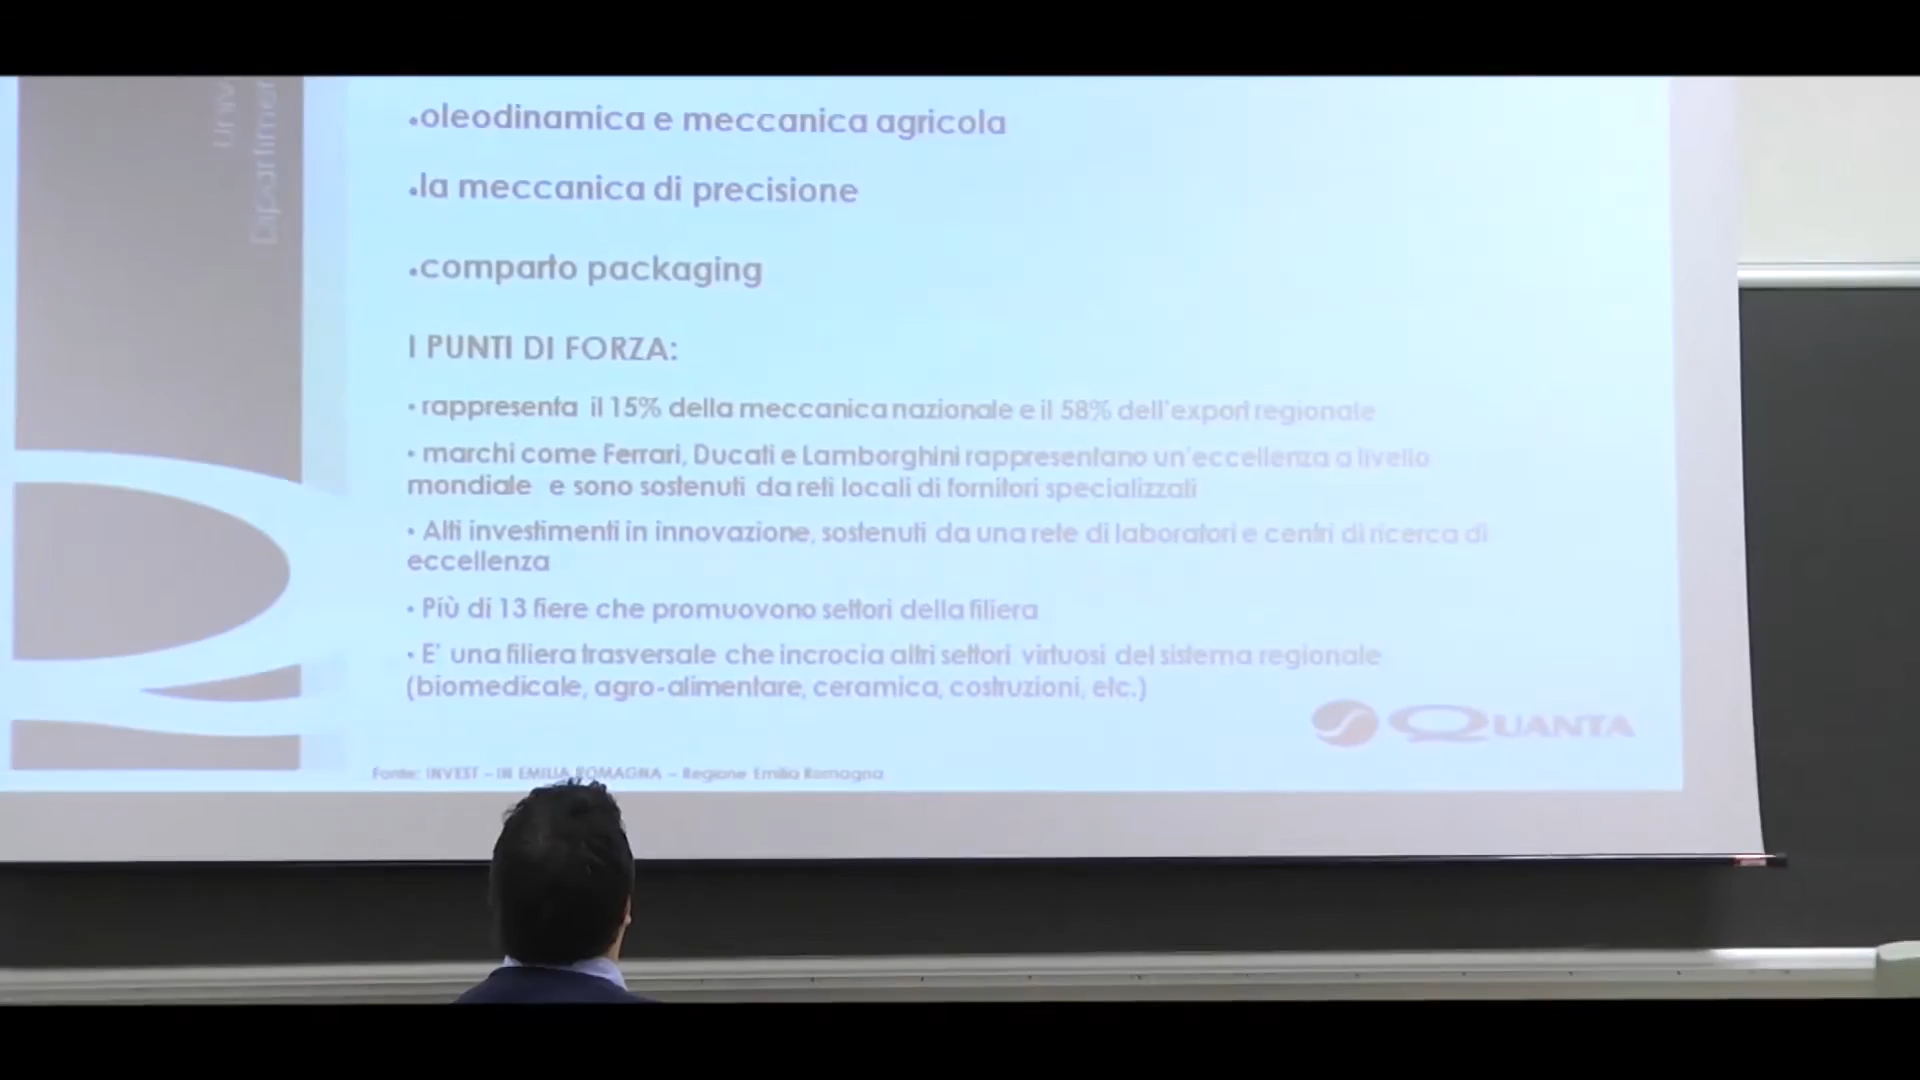 .oleodinamica e meccanica agricola
.la meccanica di precisione
.comparto packaging
I PUNTI DI FORZA:
• rappresenta il 15% della meccanica nazionale e il 58% dell'export regionale
• marchi come Ferrari, Ducati e Lamborghini rappresentano un'eccellenza a livello
mondiale e sono sostenuti da reti locali di fornitori specializzati
• Alti investimenti in innovazione, sostenuti da una rete di laboratori e centri di ricerca di
eccellenza
• Più di 13 fiere che promuovono settori della filiera
• E' una filiera trasversale che incrocia altri settori virtuosi del sistema regionale
(biomedicale, agro-alimentare, ceramica, costruzioni, etc.)
QUANTA
Fonte: INVEST – IN EMILIA ROMAGNA – Regione Emilia Romagna